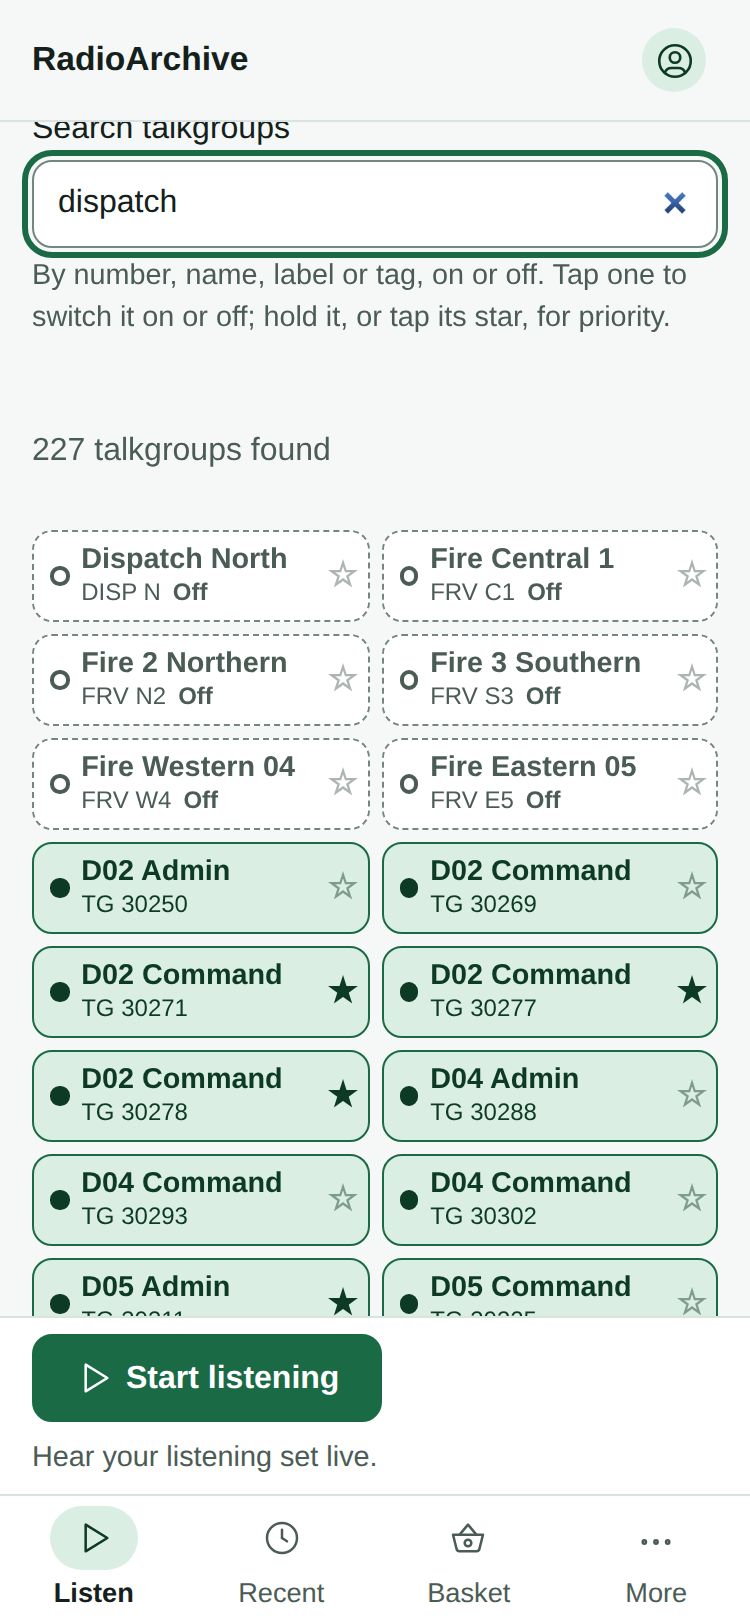 RadioArchive
Search talkgroups
dispatch
By number, name, label or tag, on or off. Tap one to
switch it on or off; hold it, or tap its star, for priority.
227 talkgroups found
Dispatch North
DISP N Off
Fire Central 1
FRV C1 Off
Fire 2 Northern
FRV N2 Off
Fire 3 Southern
FRV S3 Off
Fire Western 04
FRV W4 Off
Fire Eastern 05
FRV E5 Off
D02 Admin
TG 30250
D02 Command
TG 30269
D02 Command
TG 30271
D02 Command
TG 30277
D02 Command
TG 30278
D04 Admin
TG 30288
D04 Command
TG 30293
D04 Command
TG 30302
D05 Admin
D05 Command
Start listening
Hear your listening set live.
Listen
Recent
Basket
More